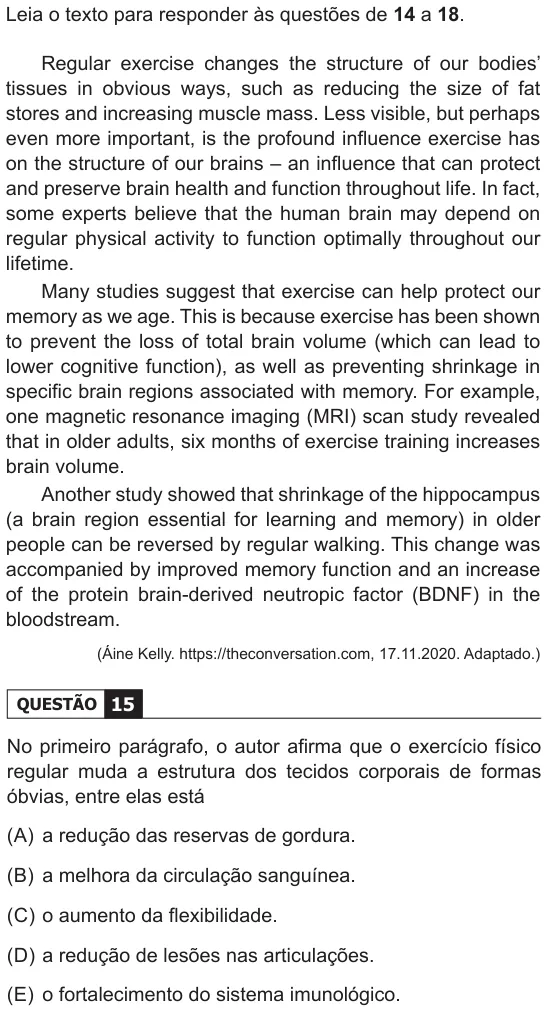 Leia o texto para responder às questões de 14 a 18.
Regular exercise changes the structure of our bodies’
tissues in obvious ways, such as reducing the size of fat
stores and increasing muscle mass. Less visible, but perhaps
even more important, is the profound influence exercise has
on the structure of our brains – an influence that can protect
and preserve brain health and function throughout life. In fact,
some experts believe that the human brain may depend on
regular physical activity to function optimally throughout our
lifetime.
Many studies suggest that exercise can help protect our
memory as we age. This is because exercise has been shown
to prevent the loss of total brain volume (which can lead to
lower cognitive function), as well as preventing shrinkage in
specific brain regions associated with memory. For example,
one magnetic resonance imaging (MRI) scan study revealed
that in older adults, six months of exercise training increases
brain volume.
Another study showed that shrinkage of the hippocampus
(a brain region essential for learning and memory) in older
people can be reversed by regular walking. This change was
accompanied by improved memory function and an increase
of the protein brain-derived neutropic factor (BDNF) in the
bloodstream.
(Áine Kelly. https://theconversation.com, 17.11.2020. Adaptado.)
QUESTÃO 15
No primeiro parágrafo, o autor afirma que o exercício físico
regular muda a estrutura dos tecidos corporais de formas
óbvias, entre elas está
(A) a redução das reservas de gordura.
(B) a melhora da circulação sanguínea.
(C) o aumento da flexibilidade.
(D) a redução de lesões nas articulações.
(E) o fortalecimento do sistema imunológico.